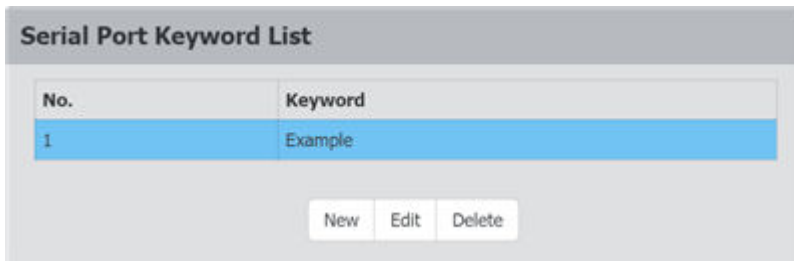 Serial Port Keyword List
No. Keyword
1 Example
New Edit Delete